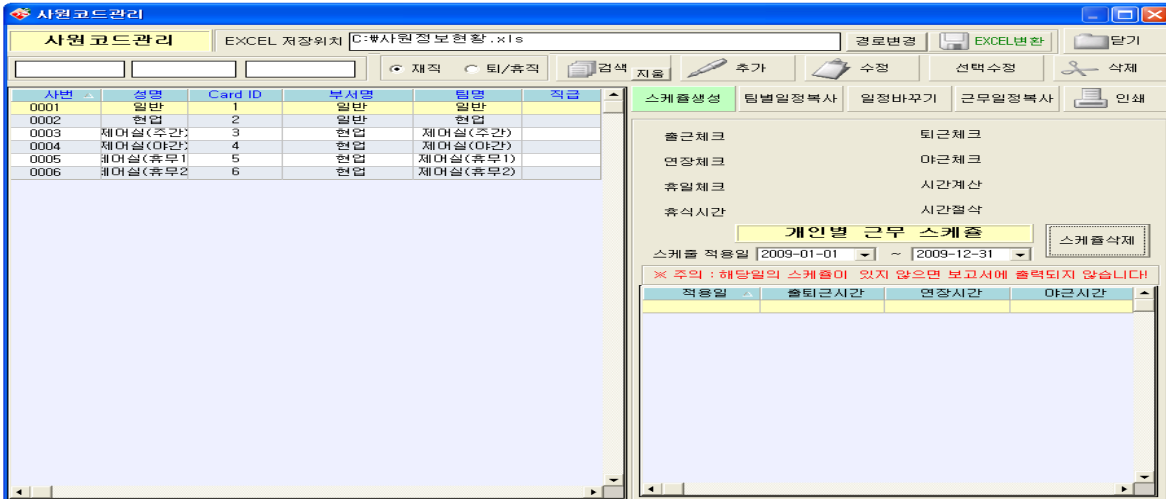 사원코드관리
사원코드관리 EXCEL 저장위치 C:₩사원정보현황.xls 경로변경 EXCEL변환 닫기
재직 퇴/휴직 검색 지움 추가 수정 선택수정 삭제
사번 성명 Card ID 부서명 팀명 직급
0001 일반 1 일반 일반
0002 현업 2 일반 현업
0003 제어실(주간) 3 현업 제어실(주간)
0004 제어실(야간) 4 현업 제어실(야간)
0005 제어실(휴무1 5 현업 제어실(휴무1)
0006 제어실(휴무2 6 현업 제어실(휴무2)
스케쥴생성 팀별일정복사 일정바꾸기 근무일정복사 인쇄
출근체크 퇴근체크
연장체크 야근체크
휴일체크 시간계산
휴식시간 시간절삭
개인별 근무 스케쥴
스케쥴삭제
스케줄 적용일 2009-01-01 ~ 2009-12-31
※ 주의 : 해당일의 스케쥴이 있지 않으면 보고서에 출력되지 않습니다!
적용일 출퇴근시간 연장시간 야근시간